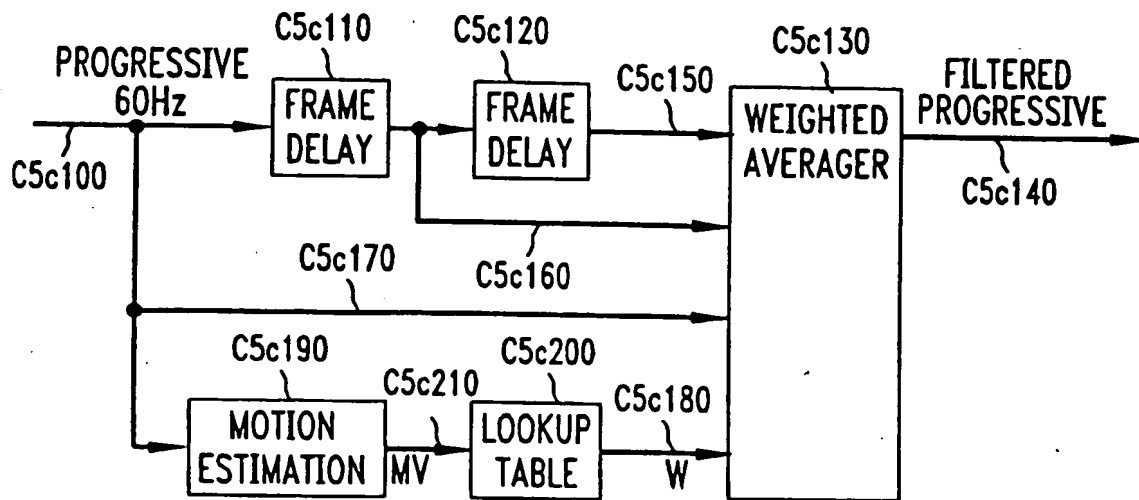 C5c110
C5c120
C5c130
PROGRESSIVE
60Hz
FRAME
DELAY
FRAME
DELAY
C5c150
WEIGHTED
AVERAGER
FILTERED
PROGRESSIVE
C5c100
C5c140
C5c160
C5c170
C5c190
C5c200
C5c210
C5c180
MOTION
ESTIMATION
MV
LOOKUP
TABLE
W